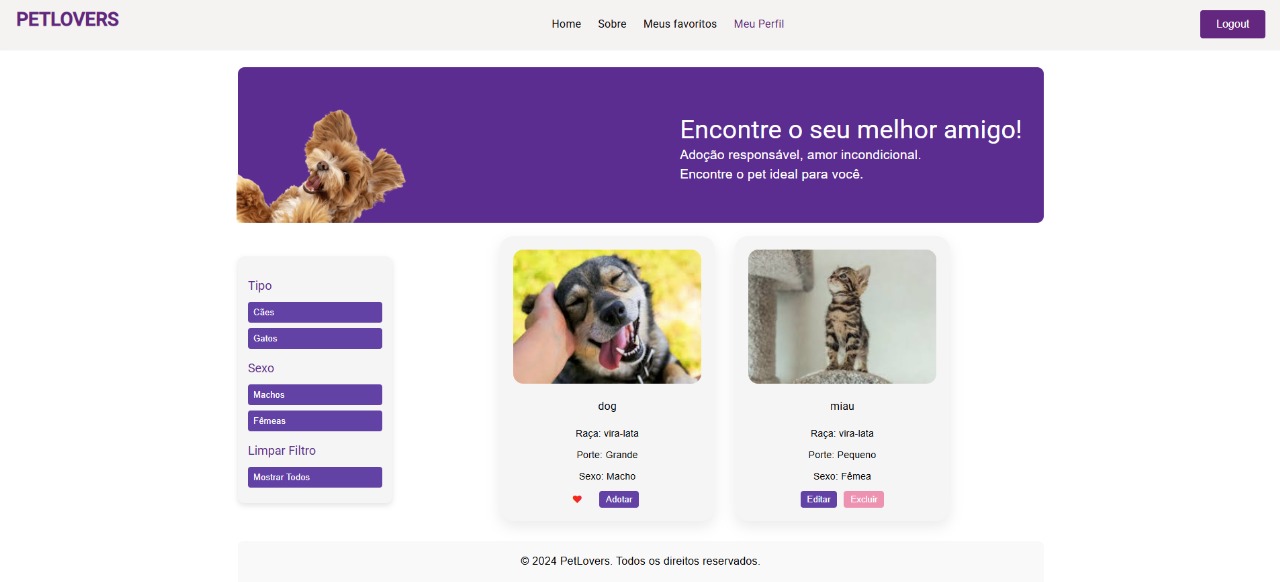 PETLOVERS
Home Sobre Meus favoritos Meu Perfil
Logout
Encontre o seu melhor amigo!
Adoção responsável, amor incondicional.
Encontre o pet ideal para você.
Tipo
Cães
Gatos
Sexo
Machos
Fêmeas
Limpar Filtro
Mostrar Todos
dog
Raça: vira-lata
Porte: Grande
Sexo: Macho
Adotar
miau
Raça: vira-lata
Porte: Pequeno
Sexo: Fêmea
Editar Excluir
© 2024 PetLovers. Todos os direitos reservados.